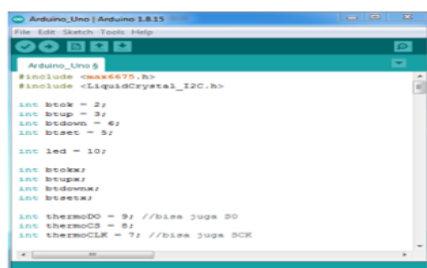 Arduino_Uno | Arduino 1.8.15
File Edit Sketch Tools Help
Arduino_Uno §
#include <max6675.h>
#include <LiquidCrystal_I2C.h>
int btok = 2;
int btup = 3;
int btdown = 4;
int btset = 5;
int led = 10;
int btokx;
int btupx;
int btdownx;
int btsetx;
int thermoDO = 9; //bisa juga SO
int thermoCS = 8;
int thermoCLK = 7; //bisa juga SCK